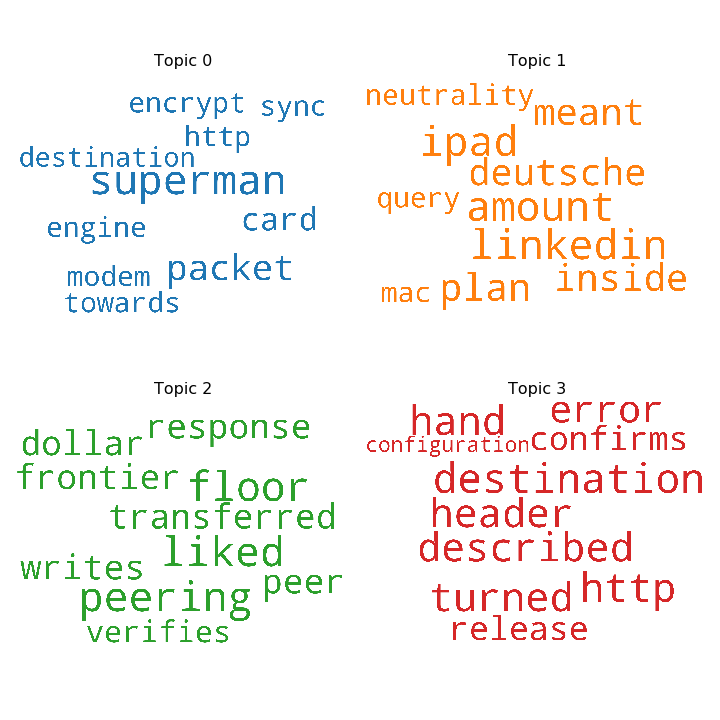 Topic 0
encrypt
sync
http
destination
superman
card
engine
packet
modem
towards
Topic 1
neutrality
meant
ipad
deutsche
query
amount
linkedin
inside
mac
plan
Topic 2
response
dollar
frontier
floor
transferred
liked
writes
peer
peering
verifies
Topic 3
error
hand
configuration
confirms
destination
header
described
http
turned
release